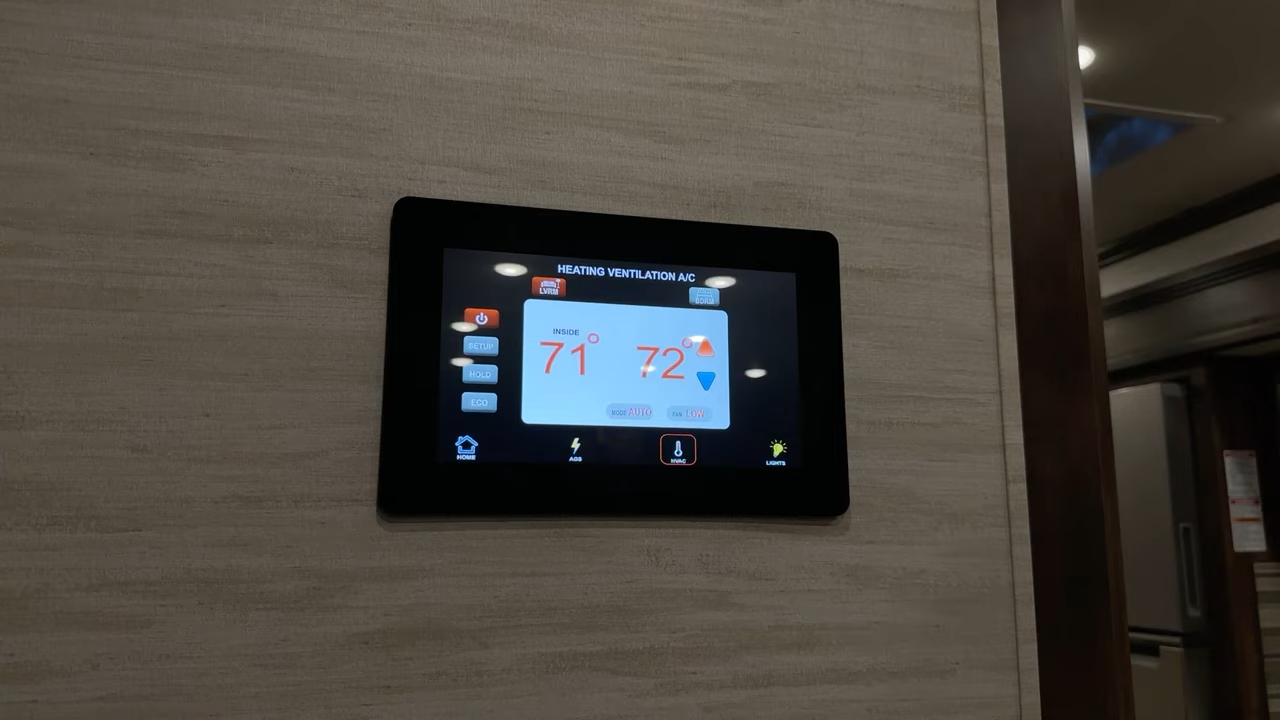 HEATING VENTILATION A/C
LVRM
BDRM
SETUP
HOLD
ECO
INSIDE
71°
72°
MODE AUTO
FAN LOW
HOME
AGS
HVAC
LIGHTS